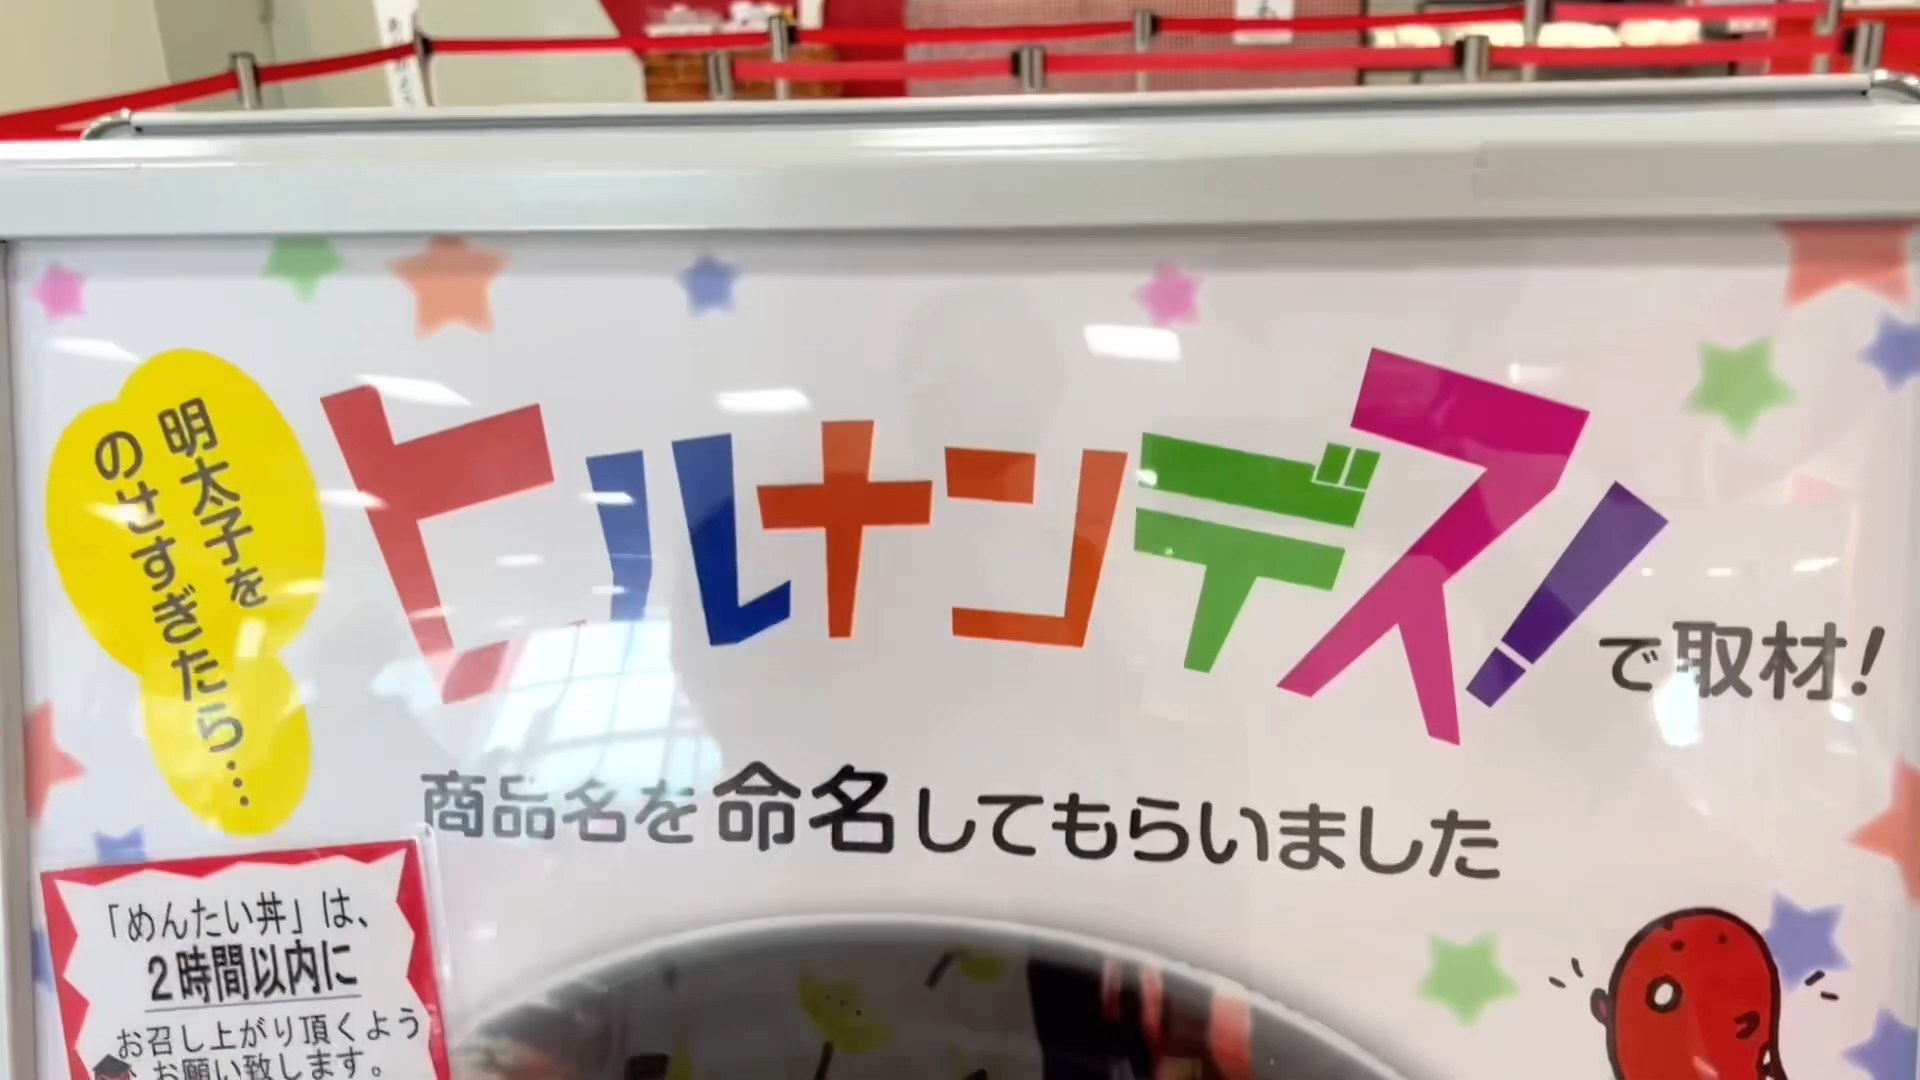 明太子を
のせすぎたら…
ヒルナンデス!
で取材!
商品名を命名してもらいました
「めんたい丼」は、
2時間以内に
お召し上がり頂くよう
お願い致します。